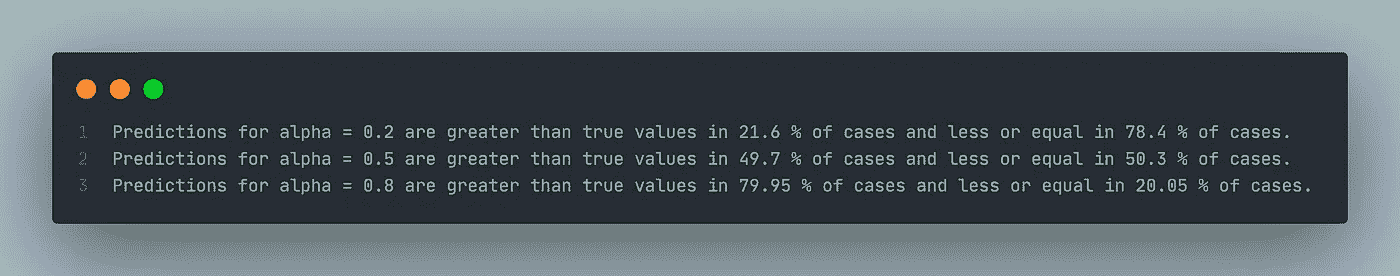 1 Predictions for alpha = 0.2 are greater than true values in 21.6 % of cases and less or equal in 78.4 % of cases.
2 Predictions for alpha = 0.5 are greater than true values in 49.7 % of cases and less or equal in 50.3 % of cases.
3 Predictions for alpha = 0.8 are greater than true values in 79.95 % of cases and less or equal in 20.05 % of cases.